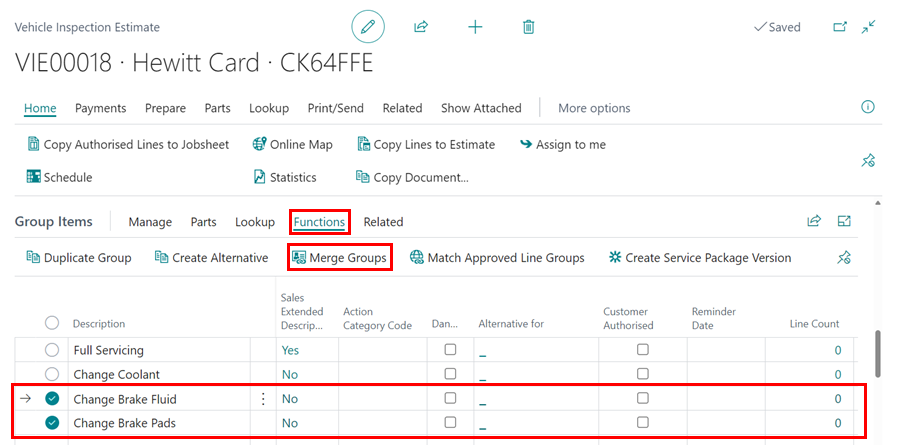 Vehicle Inspection Estimate
Saved
VIE00018 · Hewitt Card · CK64FFE
Home Payments Prepare Parts Lookup Print/Send Related Show Attached More options
Copy Authorised Lines to Jobsheet Online Map Copy Lines to Estimate Assign to me
Schedule Statistics Copy Document...
Group Items Manage Parts Lookup Functions Related
Duplicate Group Create Alternative Merge Groups Match Approved Line Groups Create Service Package Version
Description Sales Extended Descrip... Action Category Code Dan... Alternative for Customer Authorised Reminder Date Line Count
Full Servicing Yes _ 0
Change Coolant No _ 0
Change Brake Fluid No _ 0
Change Brake Pads No _ 0